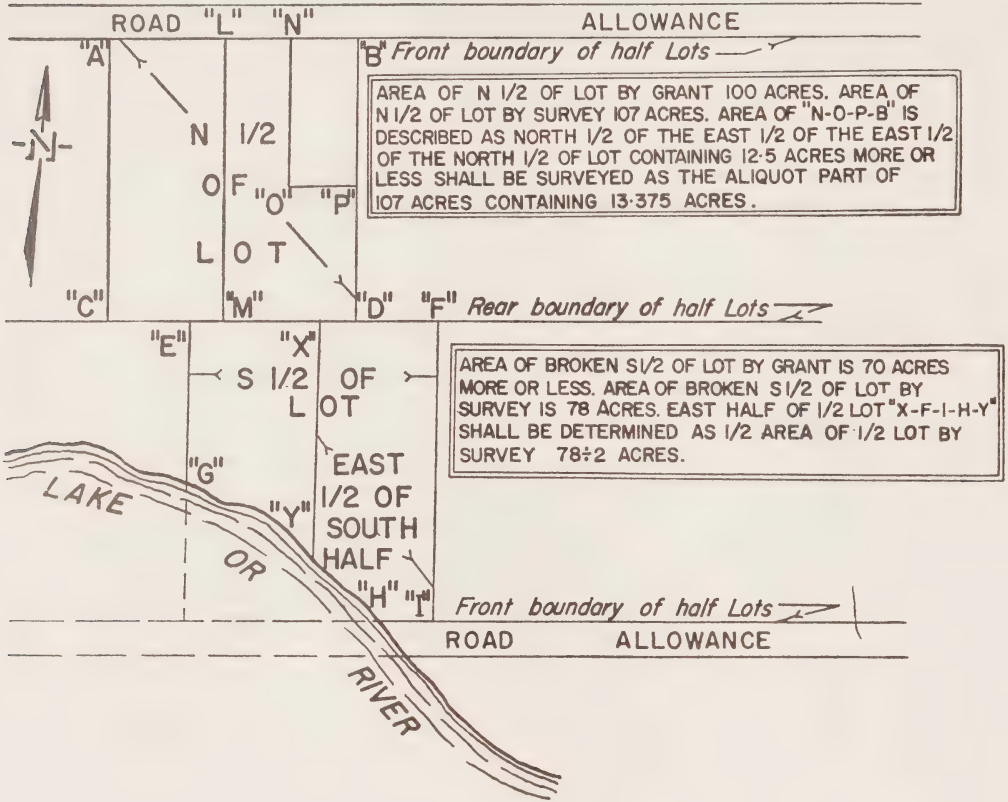 ROAD "L" "N" ALLOWANCE
"A" "B" Front boundary of half Lots
AREA OF N 1/2 OF LOT BY GRANT 100 ACRES. AREA OF
N 1/2 OF LOT BY SURVEY 107 ACRES. AREA OF "N-O-P-B" IS
DESCRIBED AS NORTH 1/2 OF THE EAST 1/2 OF THE EAST 1/2
OF THE NORTH 1/2 OF LOT CONTAINING 12·5 ACRES MORE OR
LESS SHALL BE SURVEYED AS THE ALIQUOT PART OF
107 ACRES CONTAINING 13·375 ACRES.
N
N 1/2
OF "O" "P"
LOT
"C" "M" "D" "F" Rear boundary of half Lots
"E" "X"
S 1/2 OF
LOT
AREA OF BROKEN S 1/2 OF LOT BY GRANT IS 70 ACRES
MORE OR LESS. AREA OF BROKEN S 1/2 OF LOT BY
SURVEY IS 78 ACRES. EAST HALF OF 1/2 LOT "X-F-I-H-Y"
SHALL BE DETERMINED AS 1/2 AREA OF 1/2 LOT BY
SURVEY 78÷2 ACRES.
"G" EAST
"Y" 1/2 OF
SOUTH
HALF
LAKE
OR
RIVER
"H" "I" Front boundary of half Lots
ROAD ALLOWANCE